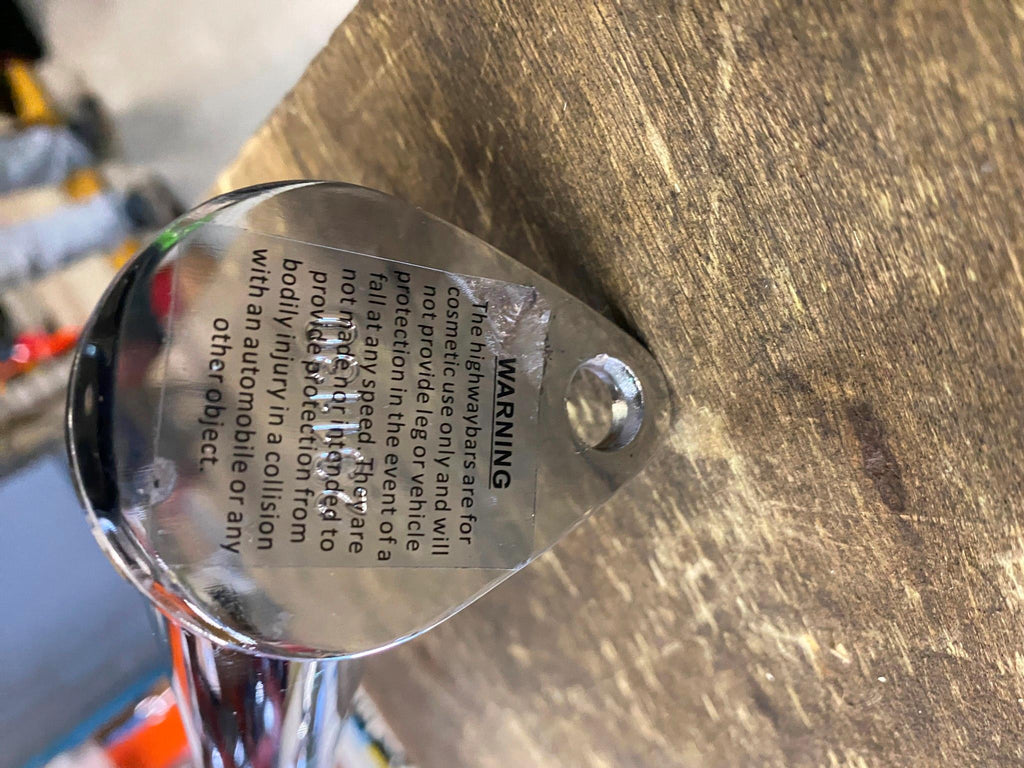 WARNING
The highwaybars are for
cosmetic use only and will
not provide leg or vehicle
protection in the event of a
fall at any speed. They are
not made nor intended to
provide protection from
bodily injury in a collision
with an automobile or any
other object.